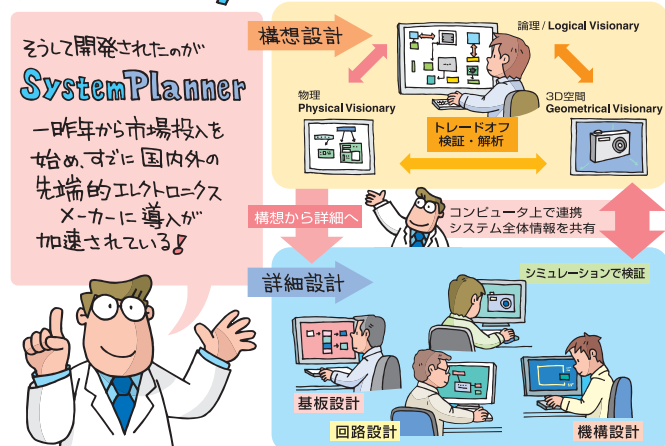 そうして開発されたのが
SystemPlanner
一昨年から市場投入を
始め、すでに国内外の
先端的エレクトロニクス
メーカーに導入が
加速されている!
構想設計
論理 / Logical Visionary
物理
Physical Visionary
3D空間
Geometrical Visionary
トレードオフ
検証・解析
構想から詳細へ
コンピュータ上で連携
システム全体情報を共有
詳細設計
シミュレーションで検証
基板設計
回路設計
機構設計